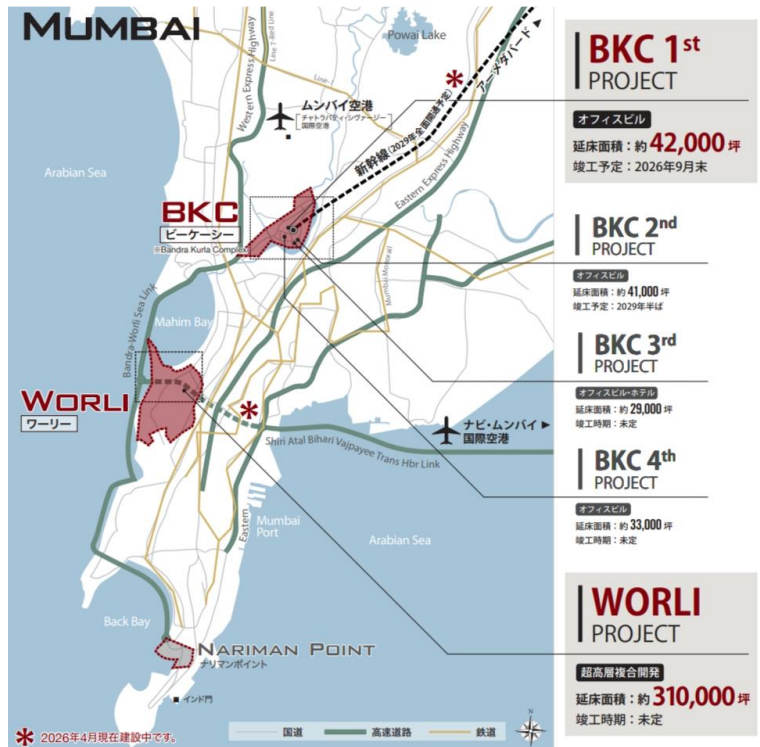 MUMBAI
Western Express Highway
Line 7-Red Line
Powai Lake
Line-1
アーメダバード
ムンバイ空港
チャトラパティ・シヴァージー
国際空港
新幹線(2029年全面開通予定)
Eastern Express Highway
Arabian Sea
BKC
ビーケーシー
※Bandra Kurla Complex
Mumbai Monorail
Bandra-Worli Sea Link
Mahim Bay
WORLI
ワーリー
ナビ・ムンバイ
国際空港
Shiri Atal Bihari Vajpayee Trans Hbr Link
Mumbai
Port
Eastern
Arabian Sea
Back Bay
NARIMAN POINT
ナリマンポイント
インド門
2026年4月現在建設中です。
国道
高速道路
鉄道
N
BKC 1st
PROJECT
オフィスビル
延床面積:約 42,000 坪
竣工予定:2026年9月末
BKC 2nd
PROJECT
オフィスビル
延床面積:約 41,000 坪
竣工予定:2029年半ば
BKC 3rd
PROJECT
オフィスビル・ホテル
延床面積:約 29,000 坪
竣工時期:未定
BKC 4th
PROJECT
オフィスビル
延床面積:約 33,000 坪
竣工時期:未定
WORLI
PROJECT
超高層複合開発
延床面積:約 310,000 坪
竣工時期:未定